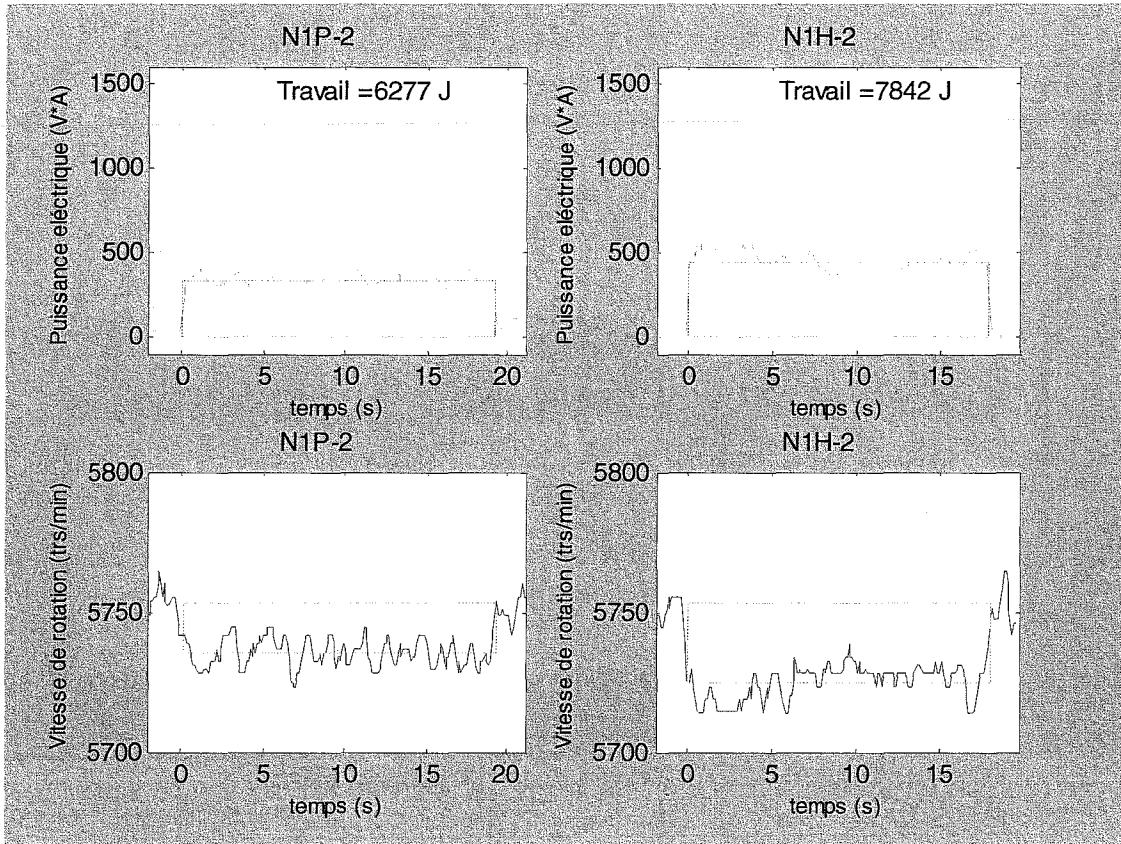 N1P-2
Travail =6277 J
Puissance eléctrique (V*A)
1500
1000
500
0
0 5 10 15 20
temps (s)
N1H-2
Travail =7842 J
Puissance eléctrique (V*A)
1500
1000
500
0
0 5 10 15
temps (s)
N1P-2
Vitesse de rotation (trs/min)
5800
5750
5700
0 5 10 15 20
temps (s)
N1H-2
Vitesse de rotation (trs/min)
5800
5750
5700
0 5 10 15
temps (s)